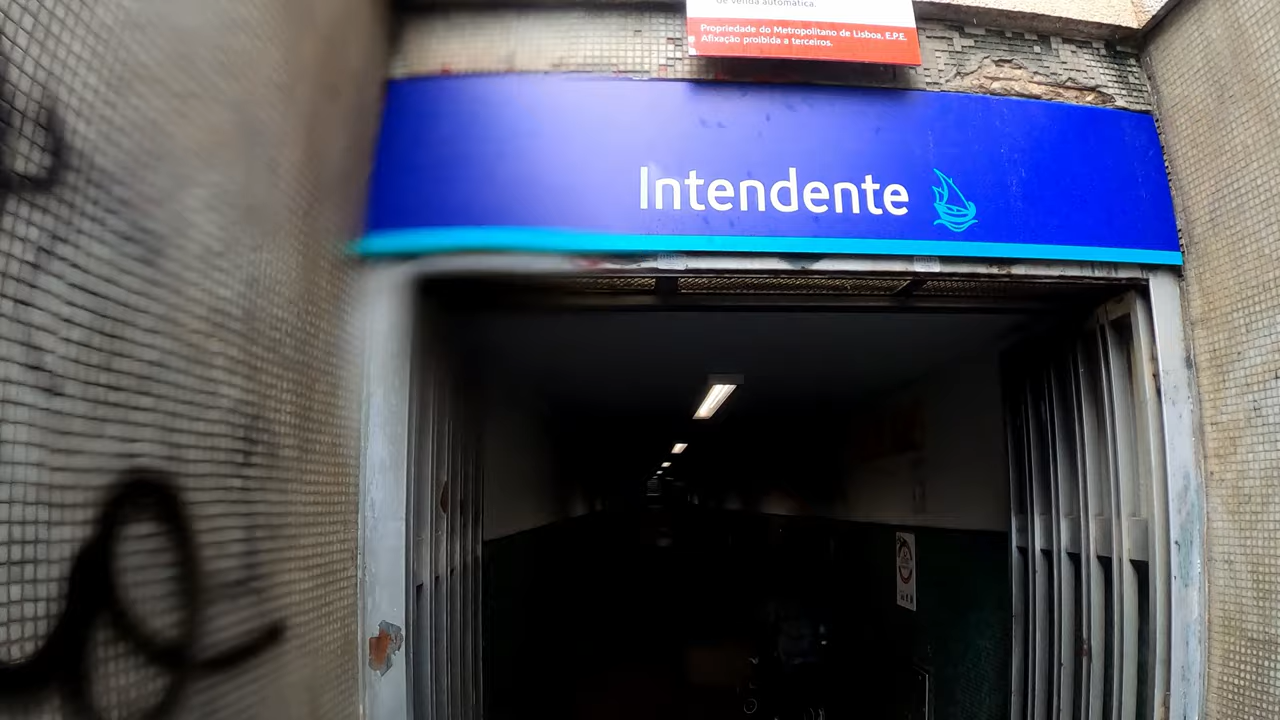 de venda automática.
Propriedade do Metropolitano de Lisboa, E.P.E.
Afixação proibida a terceiros.
Intendente